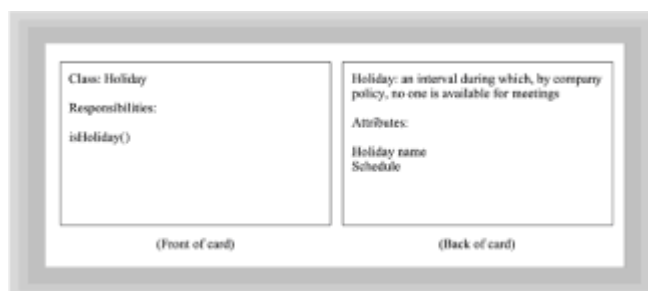 Class: Holiday
Responsibilities:
isHoliday()
(Front of card)
Holiday: an interval during which, by company
policy, no one is available for meetings
Attributes:
Holiday name
Schedule
(Back of card)